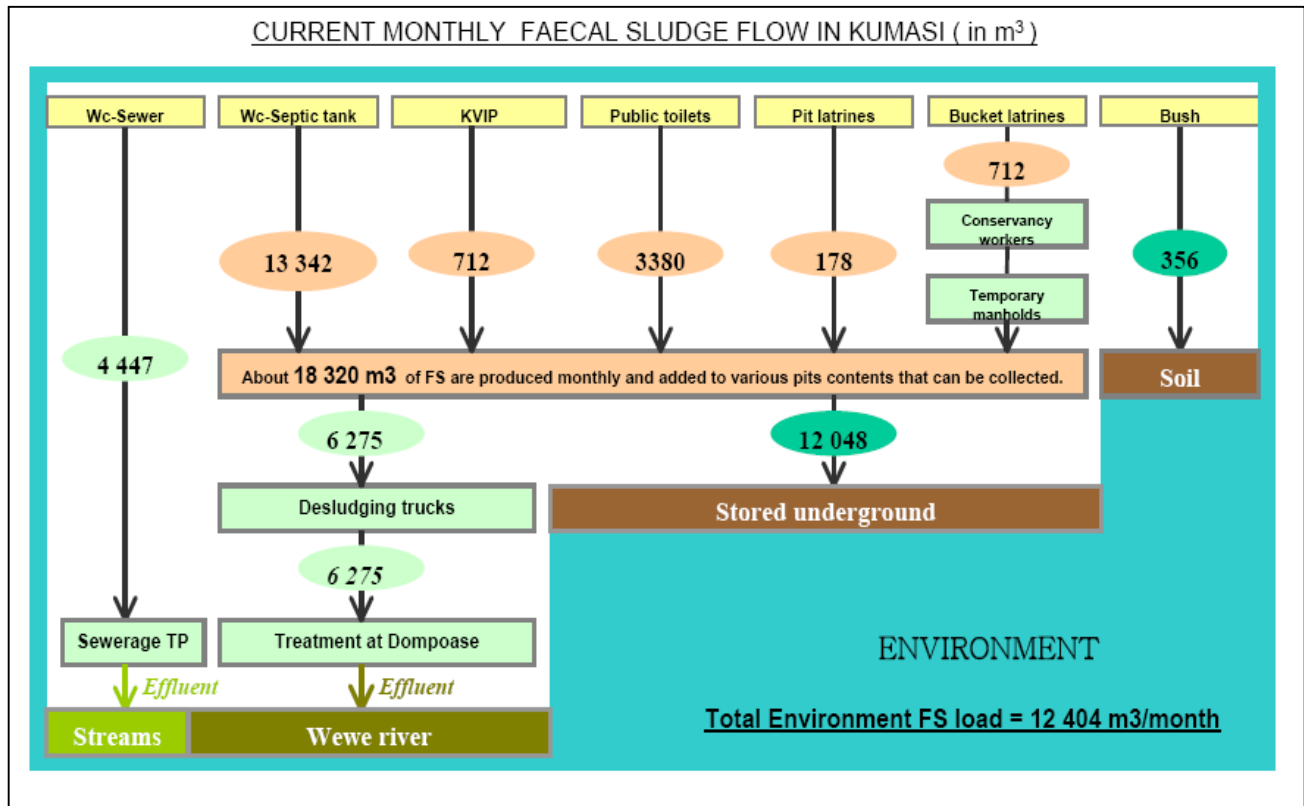 CURRENT MONTHLY FAECAL SLUDGE FLOW IN KUMASI ( in m³ )
Wc-Sewer
Wc-Septic tank
KVIP
Public toilets
Pit latrines
Bucket latrines
Bush
712
Conservancy
workers
13 342
712
3380
178
356
Temporary
manholds
4 447
About 18 320 m3 of FS are produced monthly and added to various pits contents that can be collected.
Soil
6 275
12 048
Desludging trucks
Stored underground
6 275
Sewerage TP
Treatment at Dompoase
ENVIRONMENT
Effluent
Effluent
Total Environment FS load = 12 404 m3/month
Streams
Wewe river